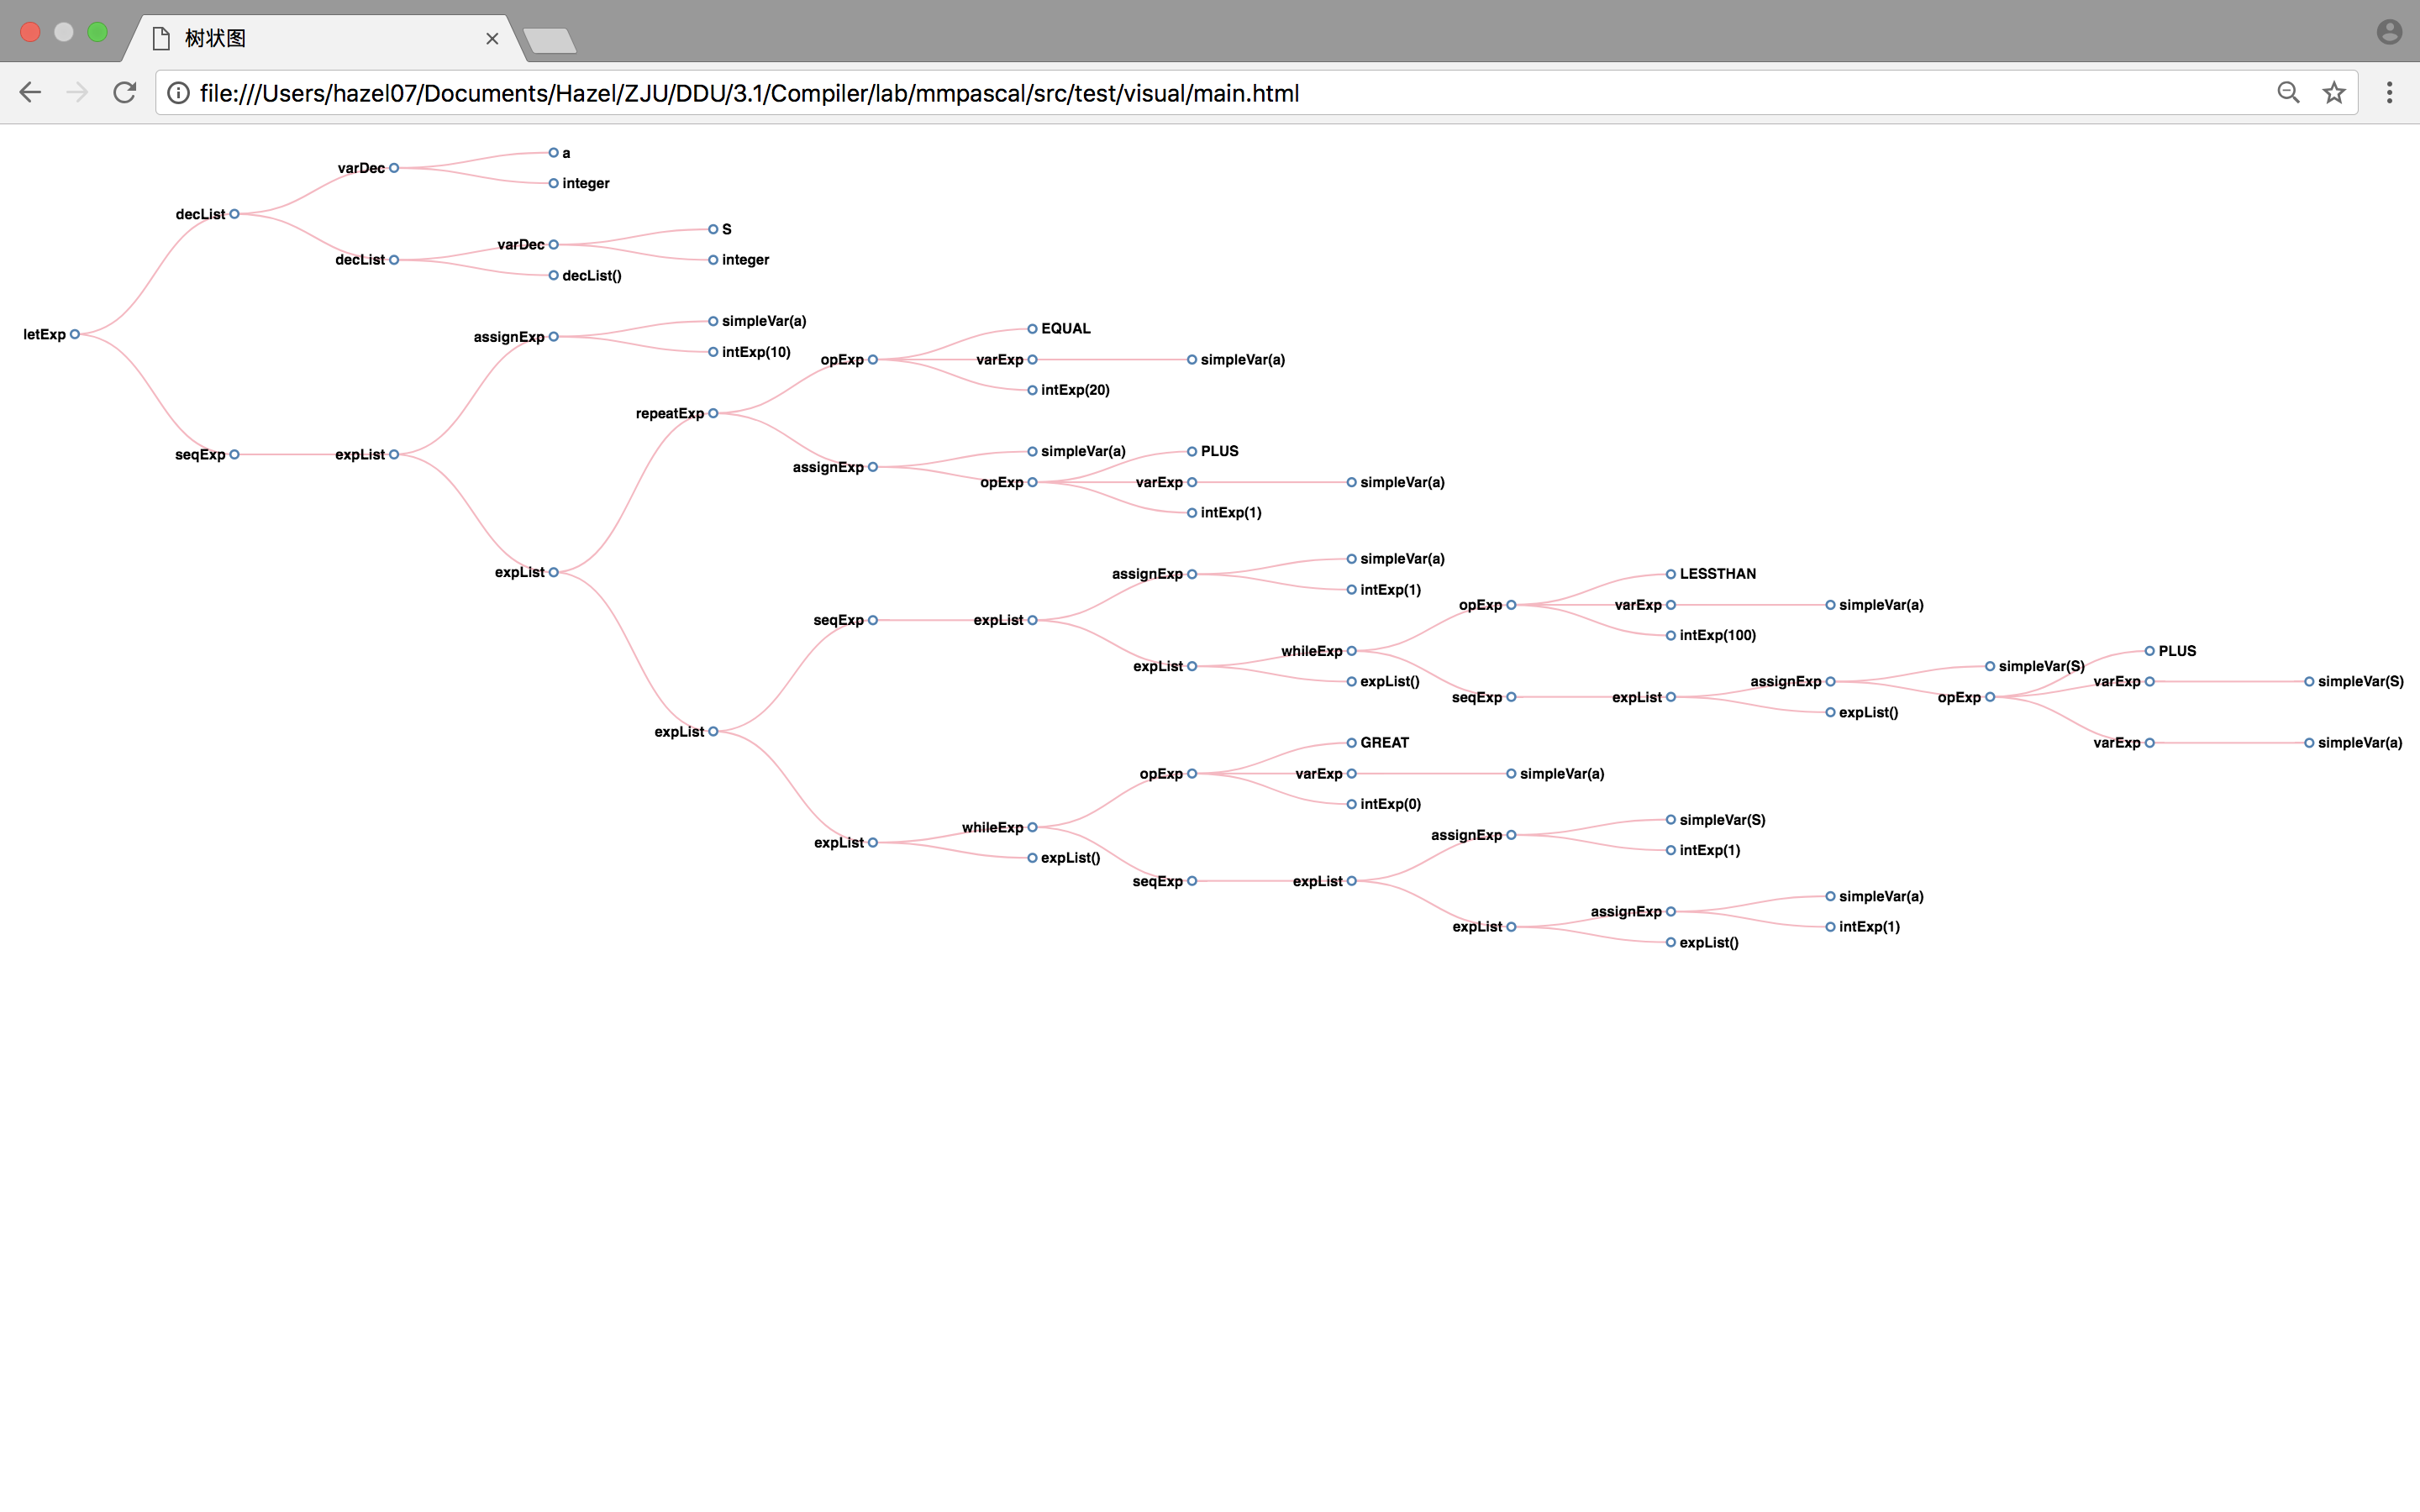 树状图
file:///Users/hazel07/Documents/Hazel/ZJU/DDU/3.1/Compiler/lab/mmpascal/src/test/visual/main.html
a
varDec
integer
decList
S
varDec
decList
integer
decList()
simpleVar(a)
EQUAL
letExp
assignExp
intExp(10)
opExp
varExp
simpleVar(a)
intExp(20)
repeatExp
simpleVar(a)
PLUS
seqExp
expList
assignExp
opExp
varExp
simpleVar(a)
intExp(1)
simpleVar(a)
expList
assignExp
LESSTHAN
intExp(1)
opExp
varExp
simpleVar(a)
seqExp
expList
intExp(100)
whileExp
PLUS
expList
simpleVar(S)
expList()
assignExp
varExp
simpleVar(S)
seqExp
expList
opExp
expList()
expList
GREAT
varExp
simpleVar(a)
opExp
varExp
simpleVar(a)
intExp(0)
simpleVar(S)
whileExp
assignExp
expList
intExp(1)
expList()
seqExp
expList
simpleVar(a)
assignExp
expList
intExp(1)
expList()